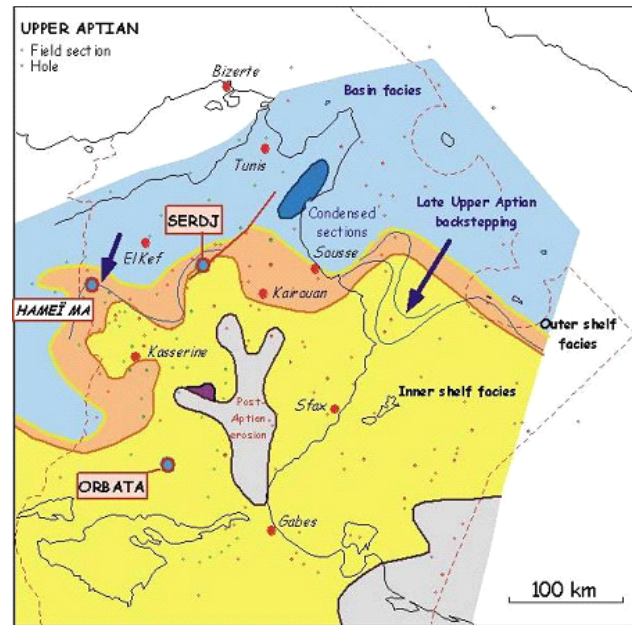 UPPER APTIAN
Field section
Hole
Bizerte
Basin facies
Tunis
SERDJ
Condensed
sections
Late Upper Aptian
backstepping
El Kef
Sousse
HAMEÏ MA
Kairouan
Outer shelf
facies
Kasserine
Inner shelf facies
Post-
Aption
erosion
Sfax
ORBATA
Gabes
100 km